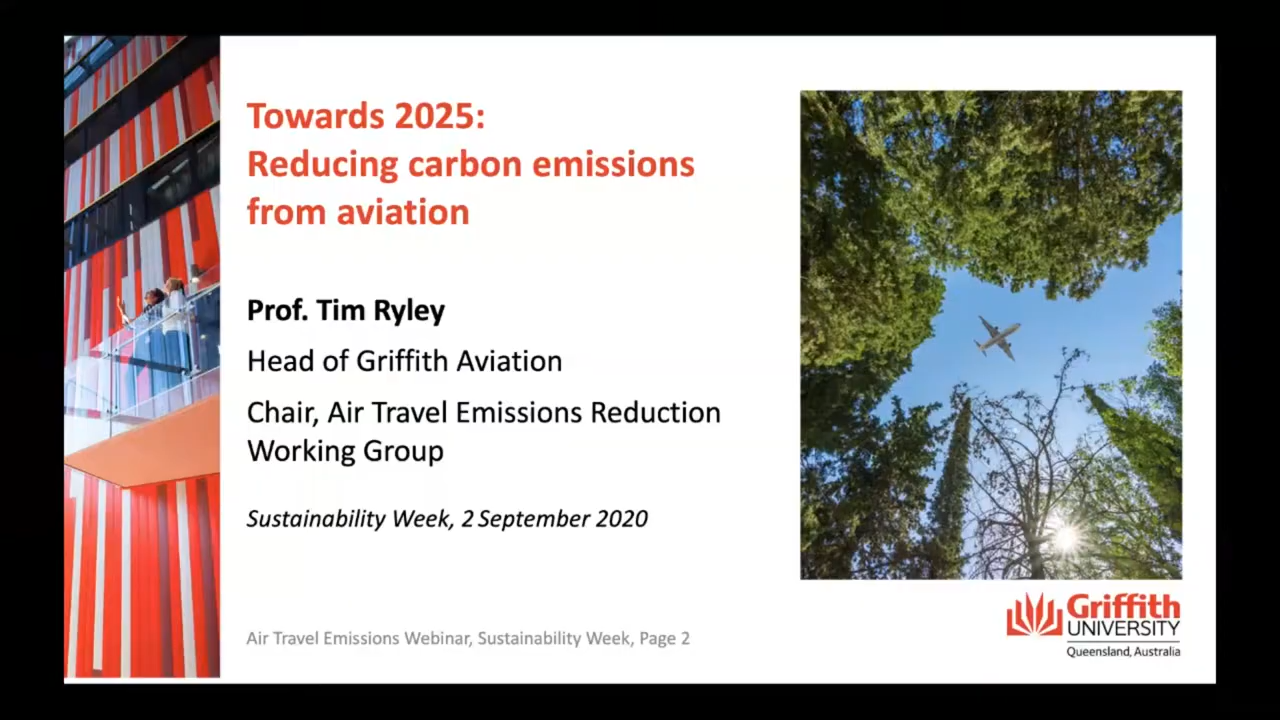 Towards 2025:
Reducing carbon emissions
from aviation
Prof. Tim Ryley
Head of Griffith Aviation
Chair, Air Travel Emissions Reduction
Working Group
Sustainability Week, 2 September 2020
Air Travel Emissions Webinar, Sustainability Week, Page 2
Griffith
UNIVERSITY
Queensland, Australia